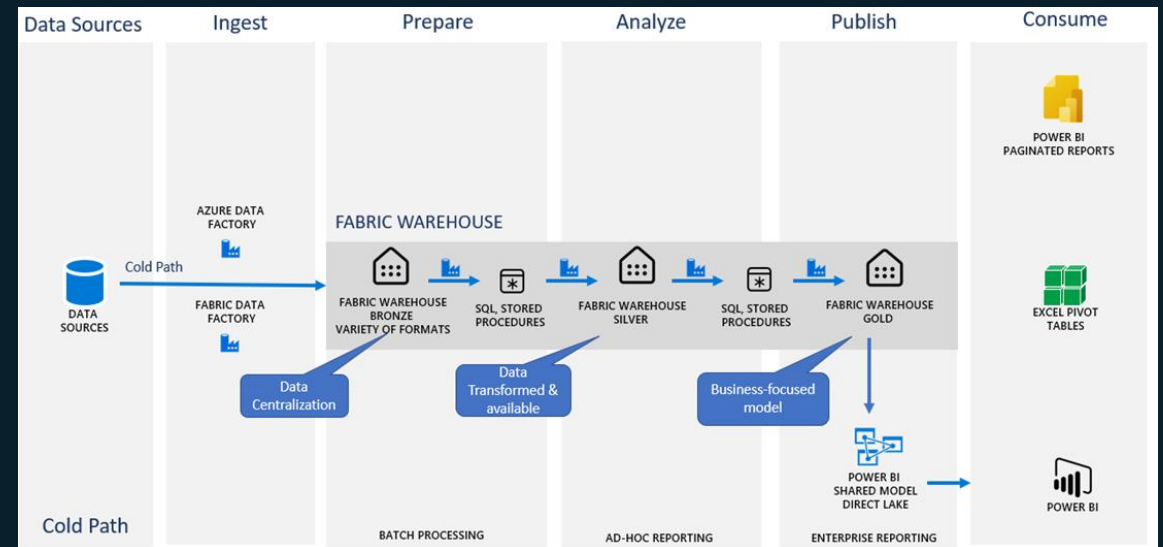 Data Sources
Ingest
Prepare
Analyze
Publish
Consume
POWER BI
PAGINATED REPORTS
AZURE DATA
FACTORY
FABRIC WAREHOUSE
Cold Path
DATA
SOURCES
FABRIC DATA
FACTORY
FABRIC WAREHOUSE
BRONZE
VARIETY OF FORMATS
SQL, STORED
PROCEDURES
FABRIC WAREHOUSE
SILVER
SQL, STORED
PROCEDURES
FABRIC WAREHOUSE
GOLD
EXCEL PIVOT
TABLES
Data
Centralization
Data
Transformed &
available
Business-focused
model
POWER BI
SHARED MODEL
DIRECT LAKE
POWER BI
Cold Path
BATCH PROCESSING
AD-HOC REPORTING
ENTERPRISE REPORTING